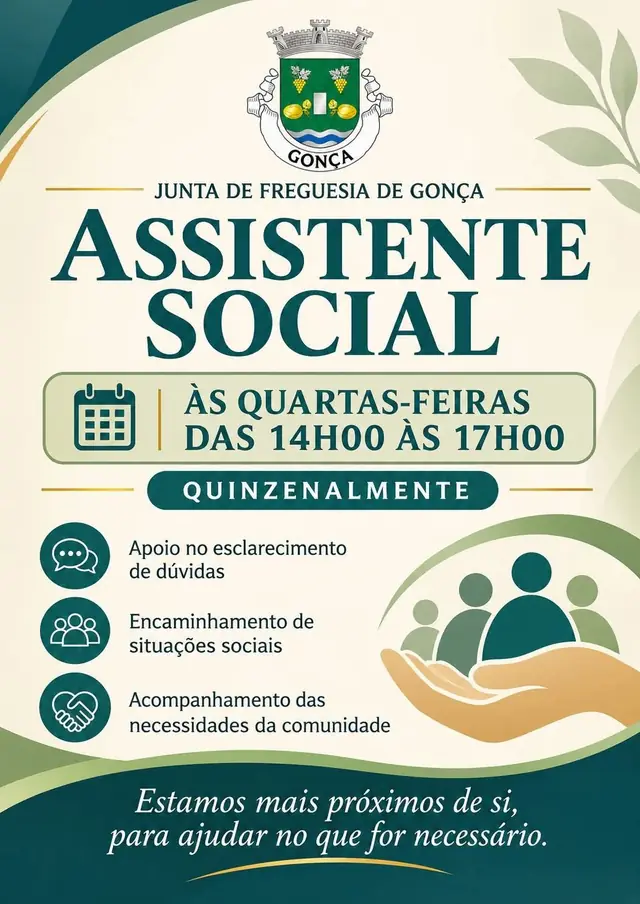 GONÇA
JUNTA DE FREGUESIA DE GONÇA
ASSISTENTE
SOCIAL
ÀS QUARTAS-FEIRAS
DAS 14H00 ÀS 17H00
QUINZENALMENTE
Apoio no esclarecimento
de dúvidas
Encaminhamento de
situações sociais
Acompanhamento das
necessidades da comunidade
Estamos mais próximos de si,
para ajudar no que for necessário.